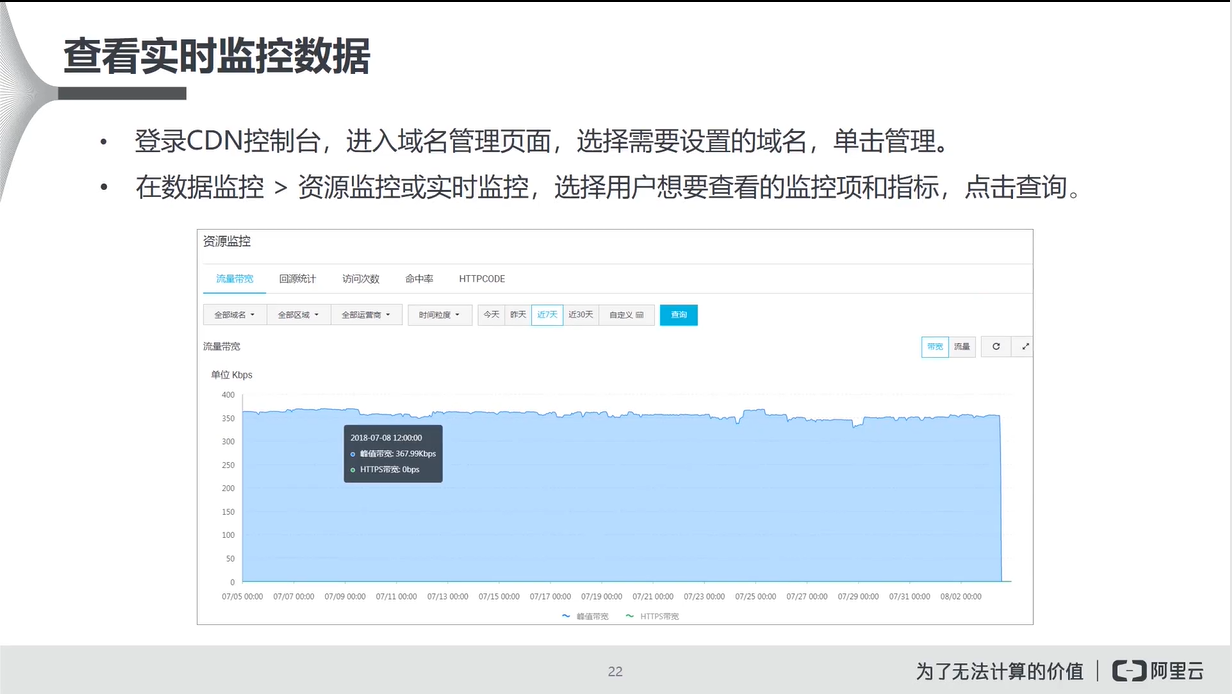 查看实时监控数据
• 登录CDN控制台，进入域名管理页面，选择需要设置的域名，单击管理。
• 在数据监控 > 资源监控或实时监控，选择用户想要查看的监控项和指标，点击查询。
资源监控
流量带宽 回源统计 访问次数 命中率 HTTPCODE
全部域名 全部区域 全部运营商 时间粒度 今天 昨天 近7天 近30天 自定义 查询
流量带宽 带宽 流量
单位 Kbps
400
350
300
250
200
150
100
50
0
2018-07-08 12:00:00
峰值带宽: 367.99Kbps
HTTPS带宽: 0bps
07/05 00:00 07/07 00:00 07/09 00:00 07/11 00:00 07/13 00:00 07/15 00:00 07/17 00:00 07/19 00:00 07/21 00:00 07/23 00:00 07/25 00:00 07/27 00:00 07/29 00:00 07/31 00:00 08/02 00:00
峰值带宽 HTTPS带宽
22
为了无法计算的价值 | 阿里云